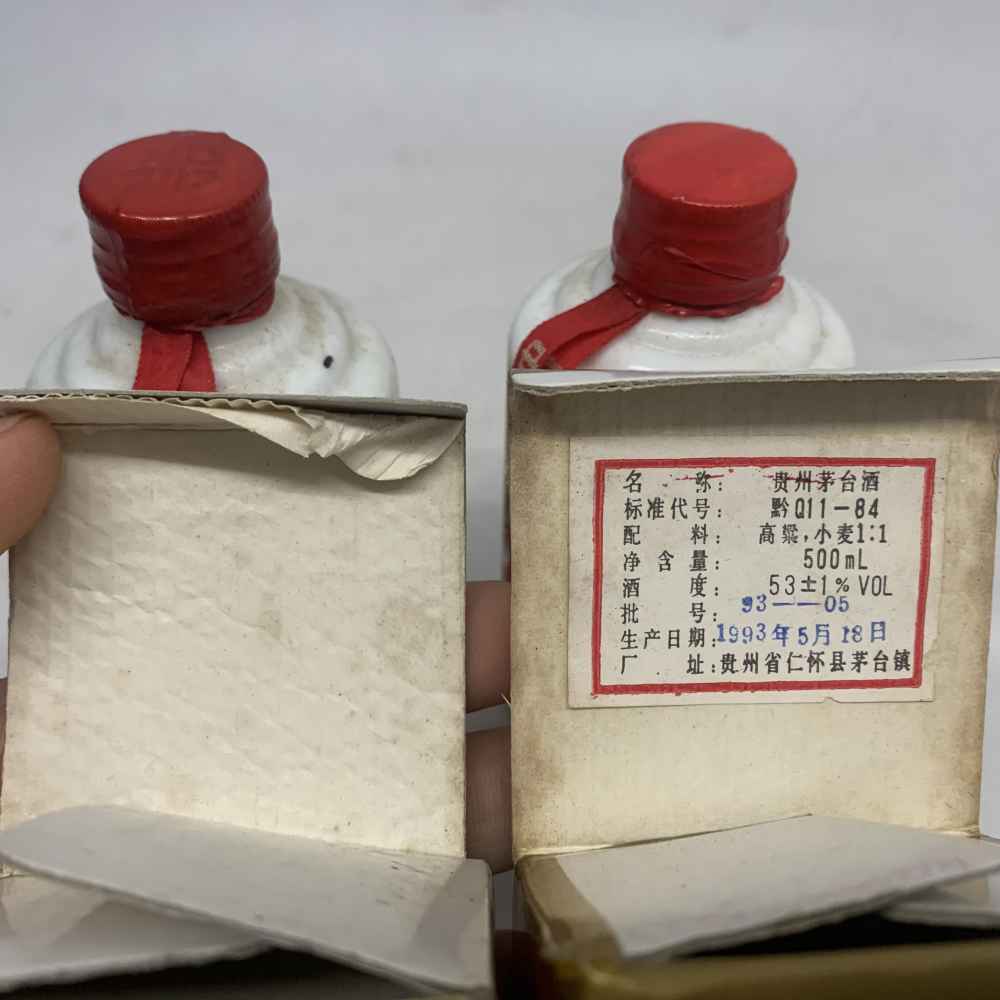 名 称: 贵州茅台酒
标准代号: 黔Q11-84
配 料: 高粱,小麦1:1
净 含 量: 500mL
酒 度: 53±1% VOL
批 号: 93——05
生产日期: 1993年5月18日
厂 址: 贵州省仁怀县茅台镇